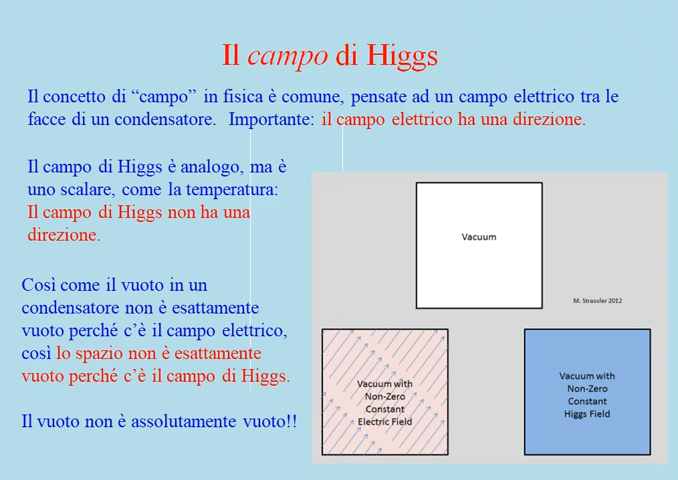 Il campo di Higgs
Il concetto di “campo” in fisica è comune, pensate ad un campo elettrico tra le
facce di un condensatore. Importante: il campo elettrico ha una direzione.
Il campo di Higgs è analogo, ma è
uno scalare, come la temperatura:
Il campo di Higgs non ha una
direzione.
Così come il vuoto in un
condensatore non è esattamente
vuoto perché c’è il campo elettrico,
così lo spazio non è esattamente
vuoto perché c’è il campo di Higgs.
Il vuoto non è assolutamente vuoto!!
Vacuum
M. Strassler 2012
Vacuum with
Non-Zero
Constant
Electric Field
Vacuum with
Non-Zero
Constant
Higgs Field